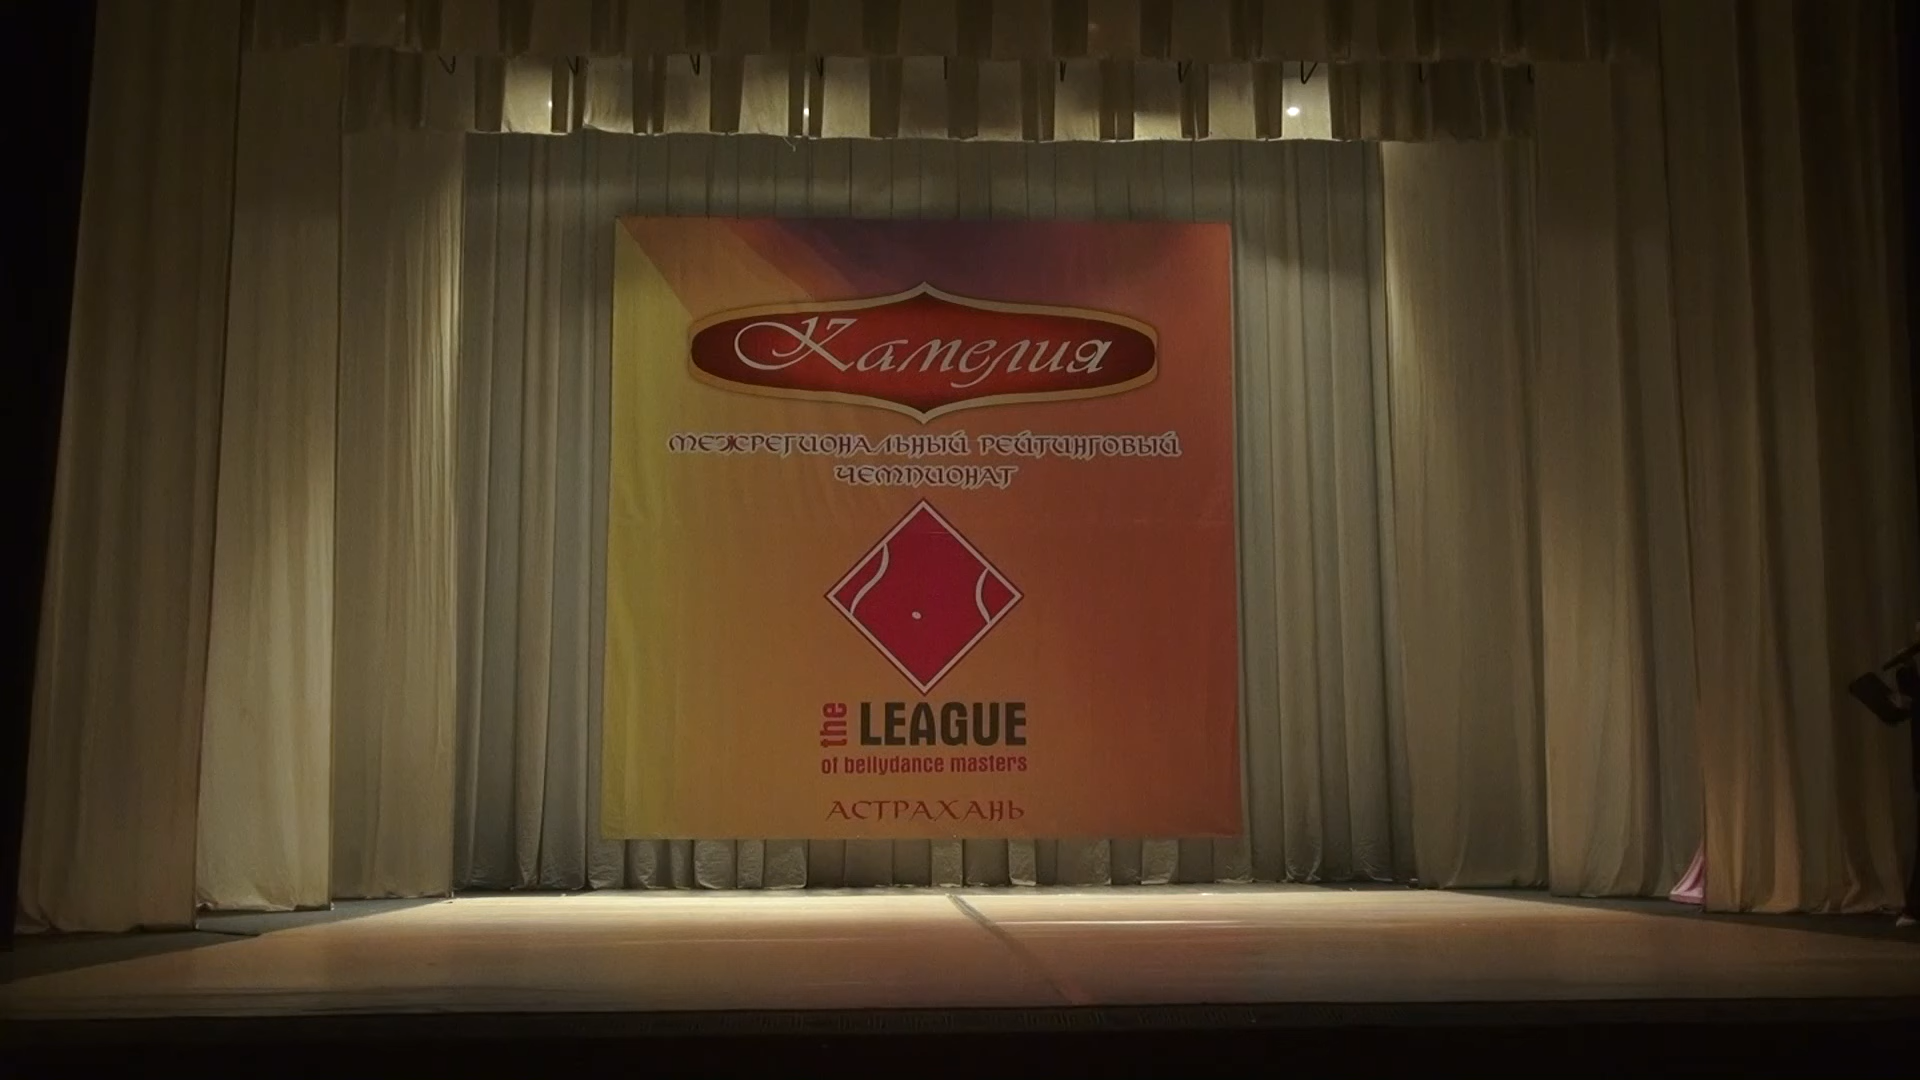 Камелия
МЕЖРЕГИОНАЛЬНЫЙ РЕЙТИНГОВЫЙ
ЧЕМПИОНАТ
the LEAGUE
of bellydance masters
АСТРАХАНЬ